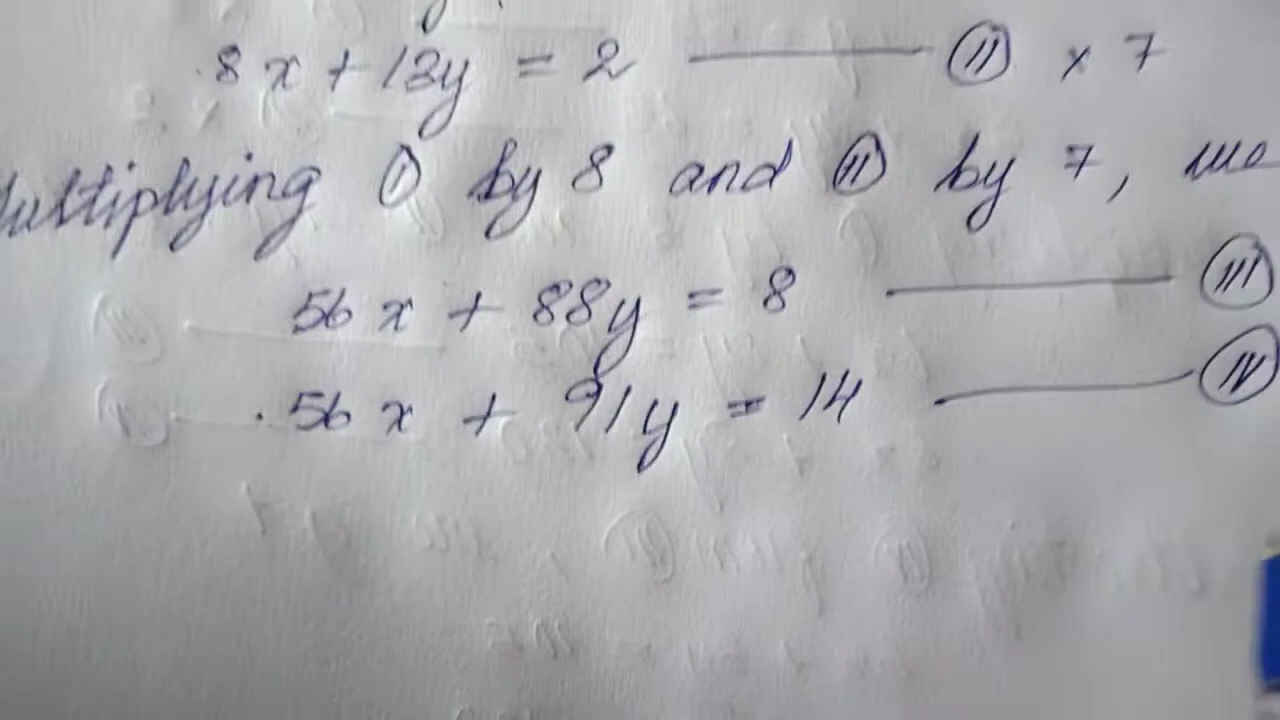 8x + 13y = 2 ——— (II) × 7
Multiplying (I) by 8 and (II) by 7, we
56x + 88y = 8 ——— (III)
56x + 91y = 14 ——— (IV)